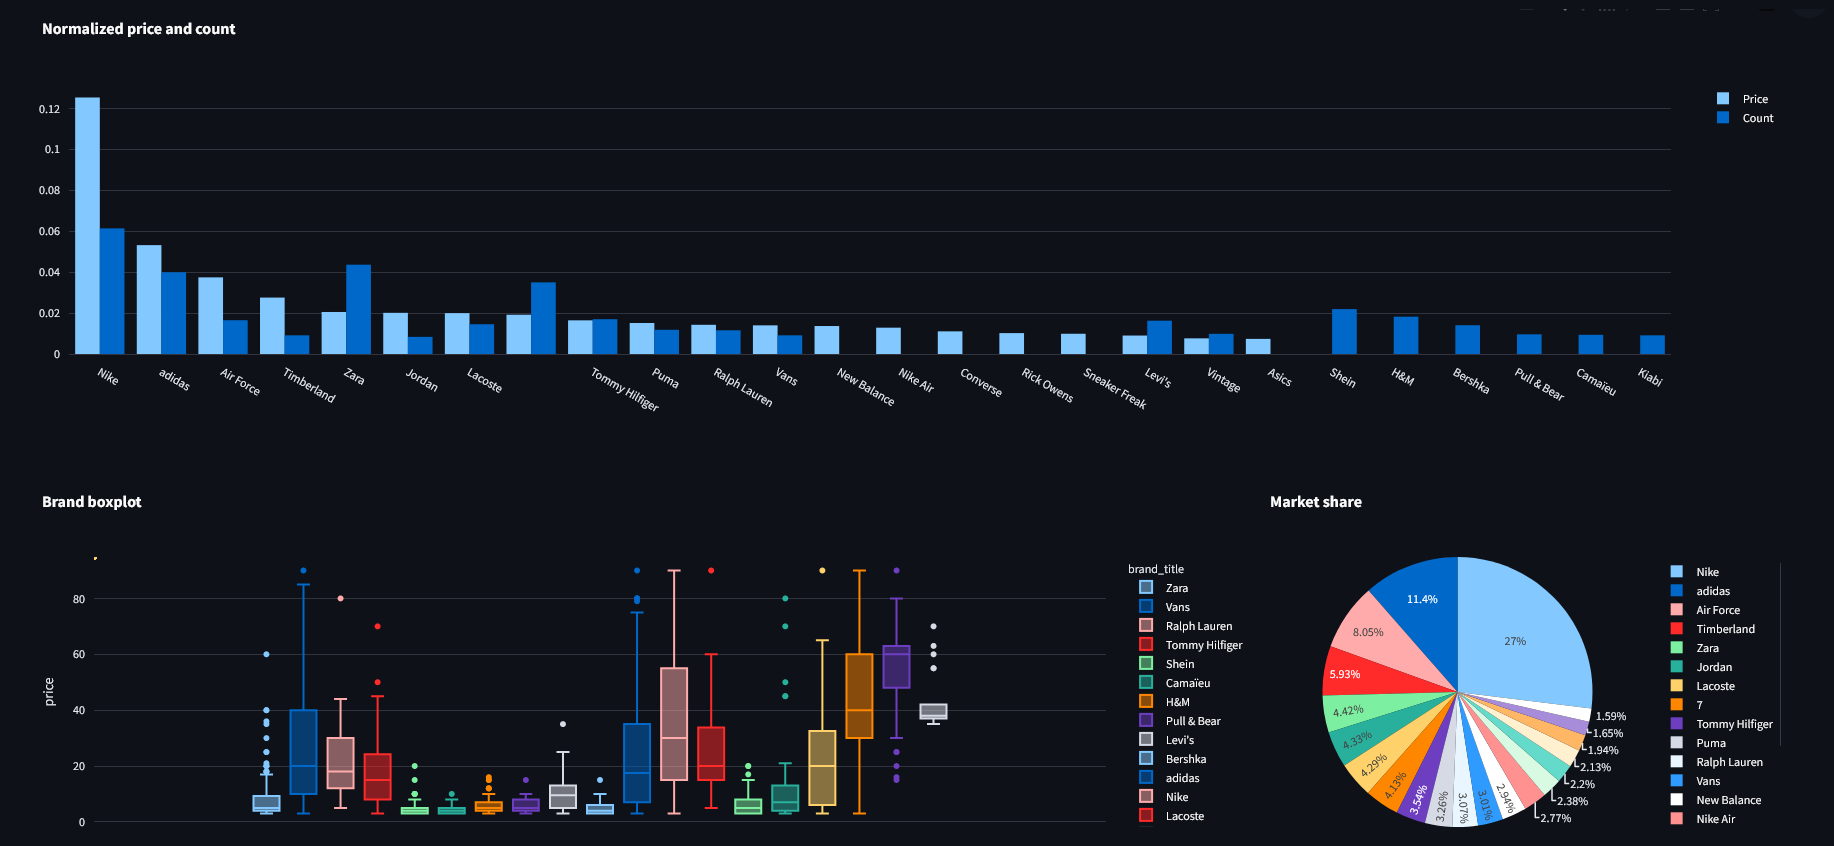 Normalized price and count
0.12
0.1
0.08
0.06
0.04
0.02
0
Price
Count
Nike
adidas
Air Force
Timberland
Zara
Jordan
Lacoste
Tommy Hilfiger
Puma
Ralph Lauren
Vans
New Balance
Nike Air
Converse
Rick Owens
Sneaker Freak
Levi's
Vintage
Asics
Shein
H&M
Bershka
Pull & Bear
Camaïeu
Kiabi
Brand boxplot
price
80
60
40
20
0
brand_title
Zara
Vans
Ralph Lauren
Tommy Hilfiger
Shein
Camaïeu
H&M
Pull & Bear
Levi's
Bershka
adidas
Nike
Lacoste
Market share
27%
11.4%
8.05%
5.93%
4.42%
4.33%
4.29%
4.13%
3.54%
3.26%
3.07%
3.01%
2.94%
2.77%
2.38%
2.2%
2.13%
1.94%
1.65%
1.59%
Nike
adidas
Air Force
Timberland
Zara
Jordan
Lacoste
7
Tommy Hilfiger
Puma
Ralph Lauren
Vans
New Balance
Nike Air